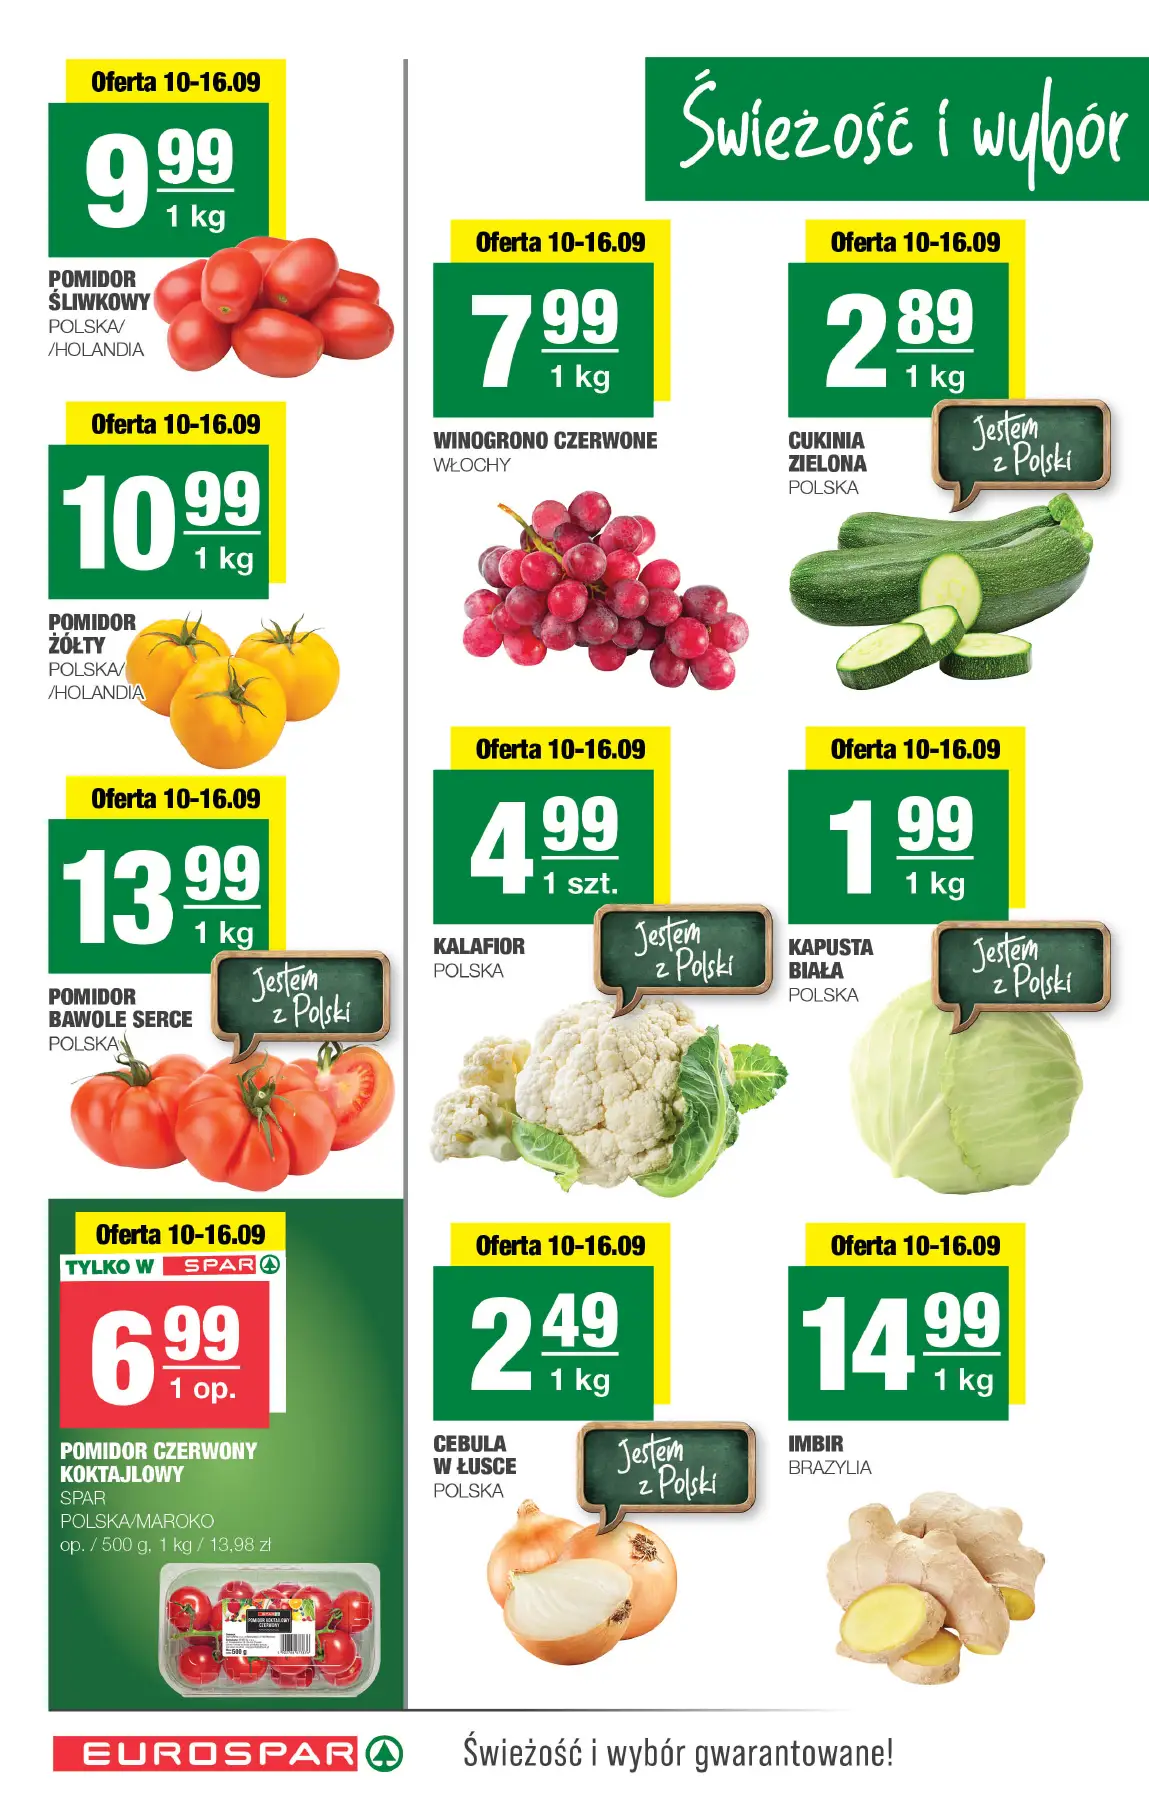 Oferta 10-16.09
9 99
1 kg
POMIDOR
ŚLIWKOWY
POLSKA/
/HOLANDIA
Oferta 10-16.09
10 99
1 kg
POMIDOR
ŻÓŁTY
POLSKA/
/HOLANDIA
Oferta 10-16.09
13 99
1 kg
Jestem
z Polski
POMIDOR
BAWOLE SERCE
POLSKA
Oferta 10-16.09
TYLKO W SPAR
6 99
1 op.
POMIDOR CZERWONY
KOKTAJLOWY
SPAR
POLSKA/MAROKO
op. / 500 g, 1 kg / 13,98 zł
SPAR
POMIDOR KOKTAJLOWY
CZERWONY
500 g
Świeżość i wybór
Oferta 10-16.09
7 99
1 kg
WINOGRONO CZERWONE
WŁOCHY
Oferta 10-16.09
2 89
1 kg
Jestem
z Polski
CUKINIA
ZIELONA
POLSKA
Oferta 10-16.09
4 99
1 szt.
Jestem
z Polski
KALAFIOR
POLSKA
Oferta 10-16.09
1 99
1 kg
Jestem
z Polski
KAPUSTA
BIAŁA
POLSKA
Oferta 10-16.09
2 49
1 kg
Jestem
z Polski
CEBULA
W ŁUSCE
POLSKA
Oferta 10-16.09
14 99
1 kg
IMBIR
BRAZYLIA
EUROSPAR
Świeżość i wybór gwarantowane!